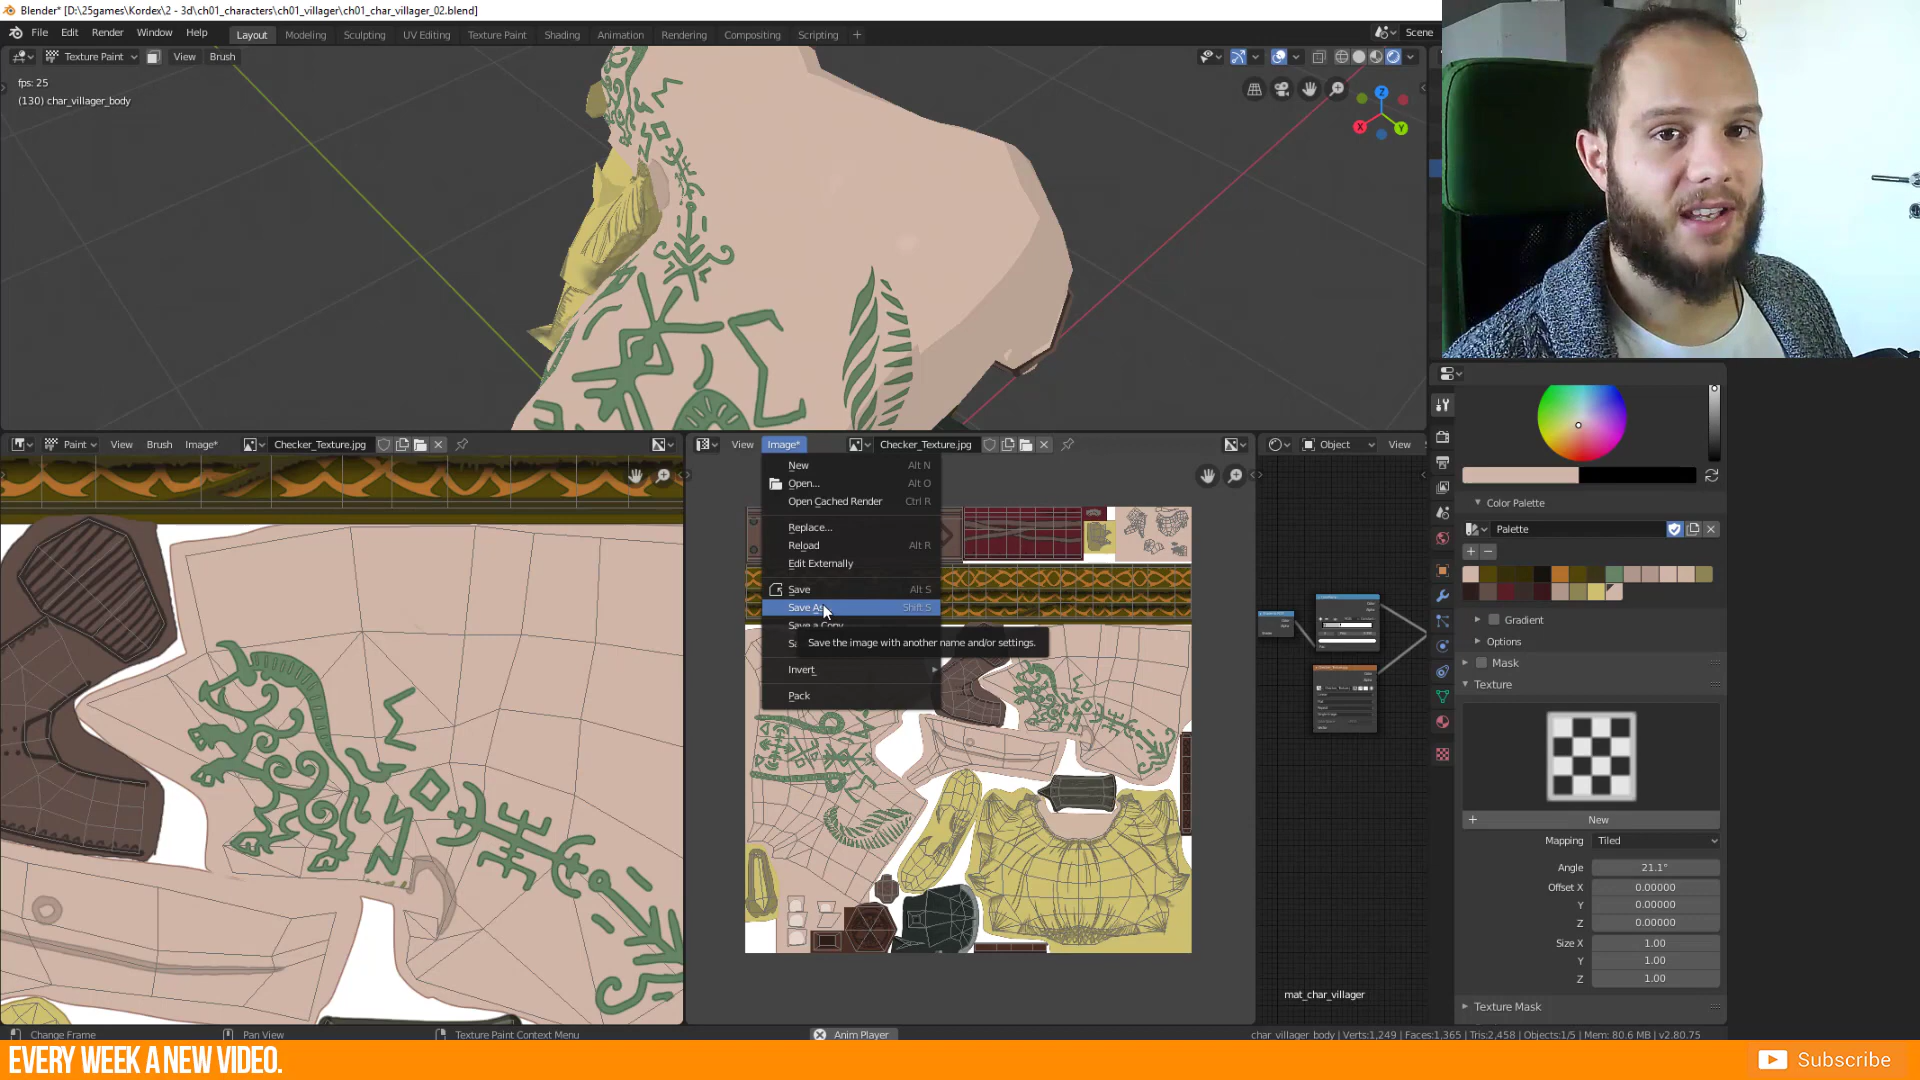 Blender* [D:\25games\Kordex\2 - 3d\ch01_characters\ch01_villager\ch01_char_villager_02.blend]
File Edit Render Window Help
Layout Modeling Sculpting UV Editing Texture Paint Shading Animation Rendering Compositing Scripting +
Scene
Texture Paint View Brush
fps: 25
(130) char_villager_body
Z
X
Y
Paint View Brush Image* Checker_Texture.jpg
View Image* Checker_Texture.jpg
Object View
New Alt N
Open... Alt O
Open Cached Render Ctrl R
Replace...
Reload Alt R
Edit Externally
Save Alt S
Save As Shift S
Save a Copy
Save the image with another name and/or settings.
Invert
Pack
mat_char_villager
Color Palette
Palette
Gradient
Options
Mask
Texture
New
Mapping Tiled
Angle 21.1°
Offset X 0.00000
Y 0.00000
Z 0.00000
Size X 1.00
Y 1.00
Z 1.00
Texture Mask
Change Frame
Pan View
Texture Paint Context Menu
Anim Player
char_villager_body | Verts:1,249 | Faces:1,365 | Tris:2,458 | Objects:1/5 | Mem: 80.6 MB | v2.80.75
EVERY WEEK A NEW VIDEO.
Subscribe